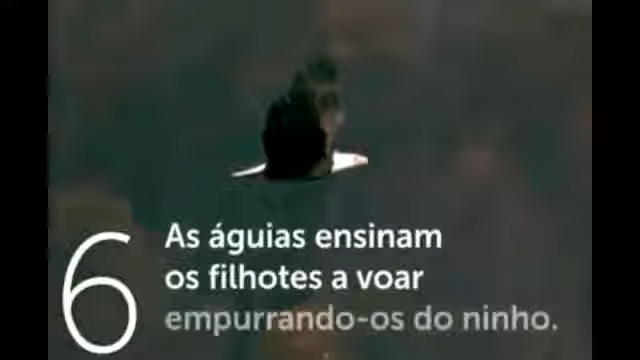 6
As águias ensinam
os filhotes a voar
empurrando-os do ninho.